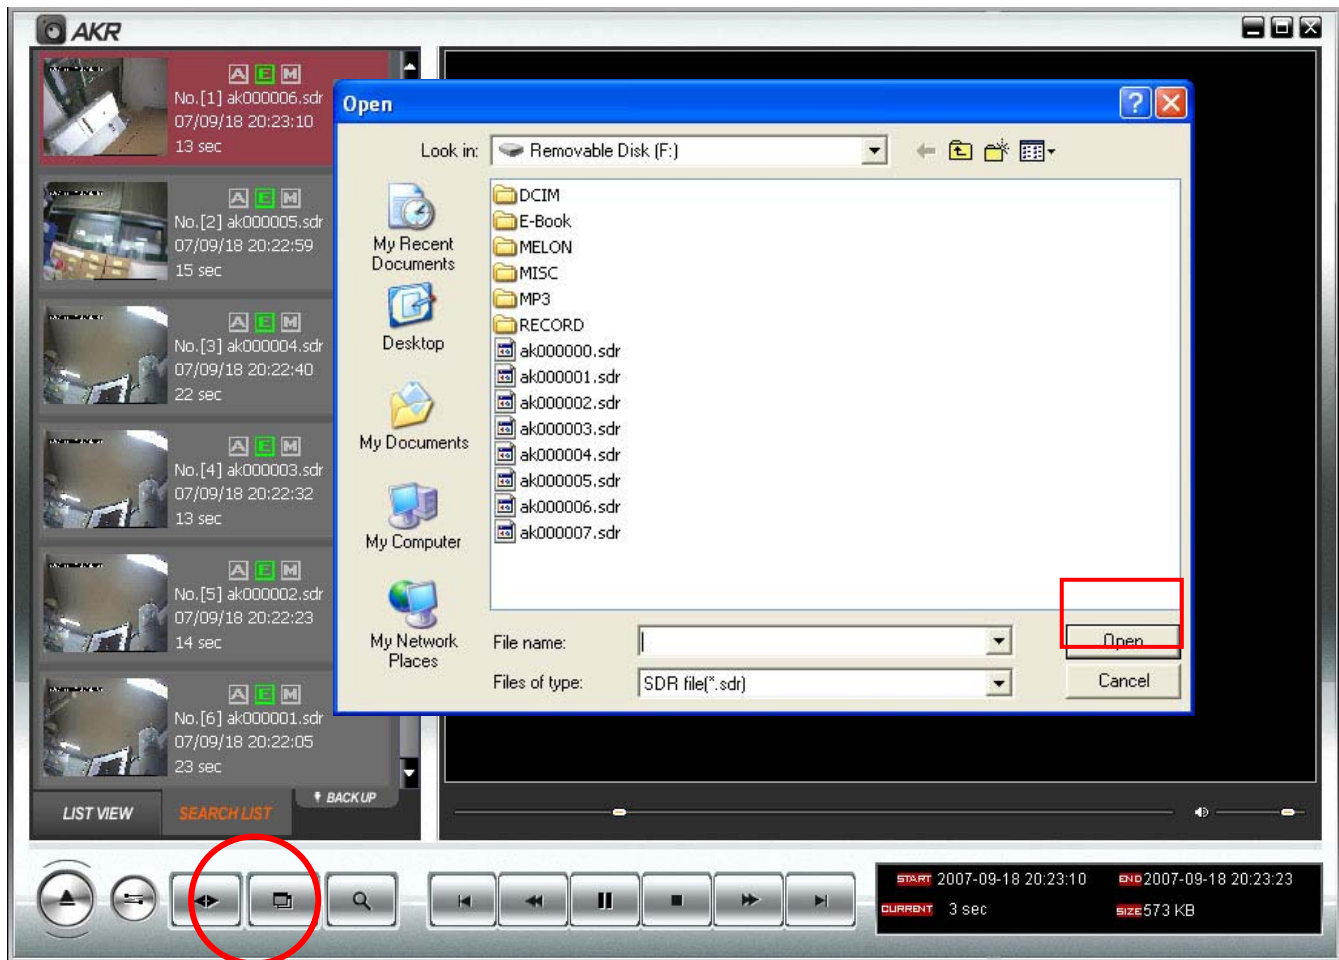 AKR
A E M
No.[1] ak000006.sdr
07/09/18 20:23:10
13 sec
A E M
No.[2] ak000005.sdr
07/09/18 20:22:59
15 sec
A E M
No.[3] ak000004.sdr
07/09/18 20:22:40
22 sec
A E M
No.[4] ak000003.sdr
07/09/18 20:22:32
13 sec
A E M
No.[5] ak000002.sdr
07/09/18 20:22:23
14 sec
A E M
No.[6] ak000001.sdr
07/09/18 20:22:05
23 sec
LIST VIEW
SEARCH LIST
BACKUP
Open
Look in:
Removable Disk (F:)
My Recent
Documents
Desktop
My Documents
My Computer
My Network
Places
DCIM
E-Book
MELON
MISC
MP3
RECORD
ak000000.sdr
ak000001.sdr
ak000002.sdr
ak000003.sdr
ak000004.sdr
ak000005.sdr
ak000006.sdr
ak000007.sdr
File name:
Open
Files of type:
SDR file(*.sdr)
Cancel
START 2007-09-18 20:23:10
END 2007-09-18 20:23:23
CURRENT 3 sec
SIZE 573 KB